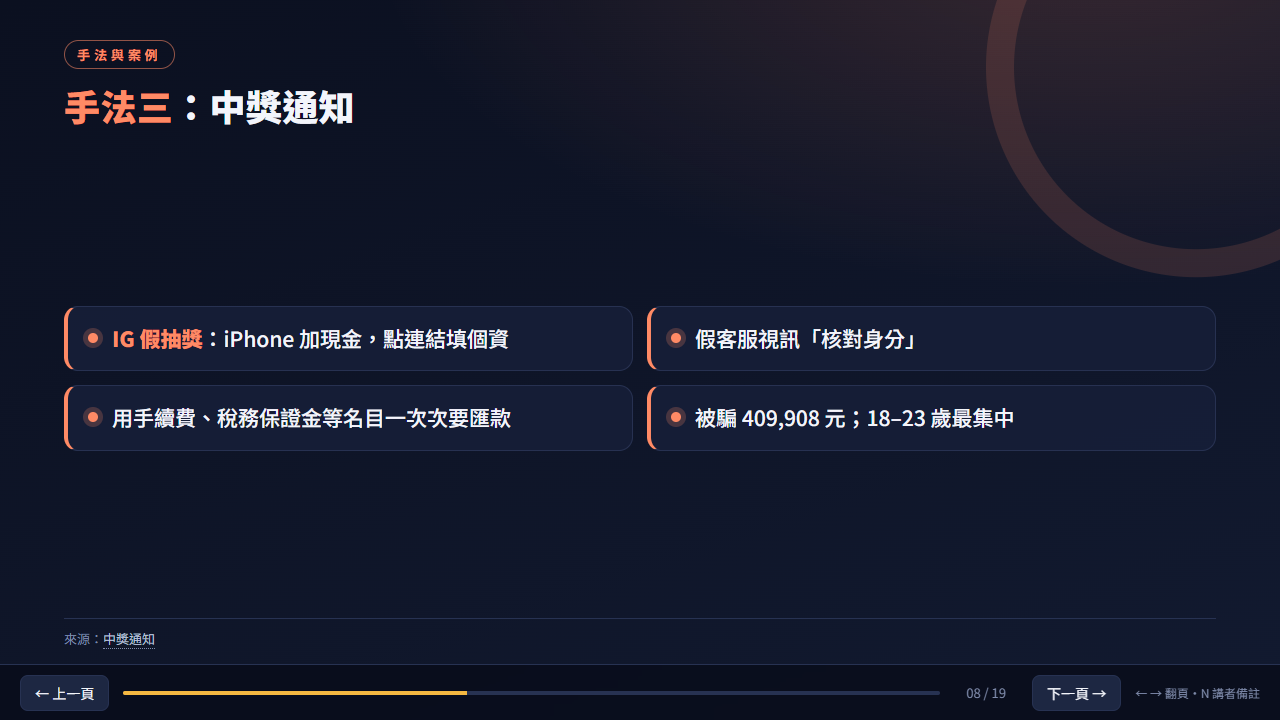 手法與案例
手法三：中獎通知
IG 假抽獎：iPhone 加現金，點連結填個資
假客服視訊「核對身分」
用手續費、稅務保證金等名目一次次要匯款
被騙 409,908 元；18–23 歲最集中
來源：中獎通知
← 上一頁
08 / 19
下一頁 →
← → 翻頁・N 講者備註